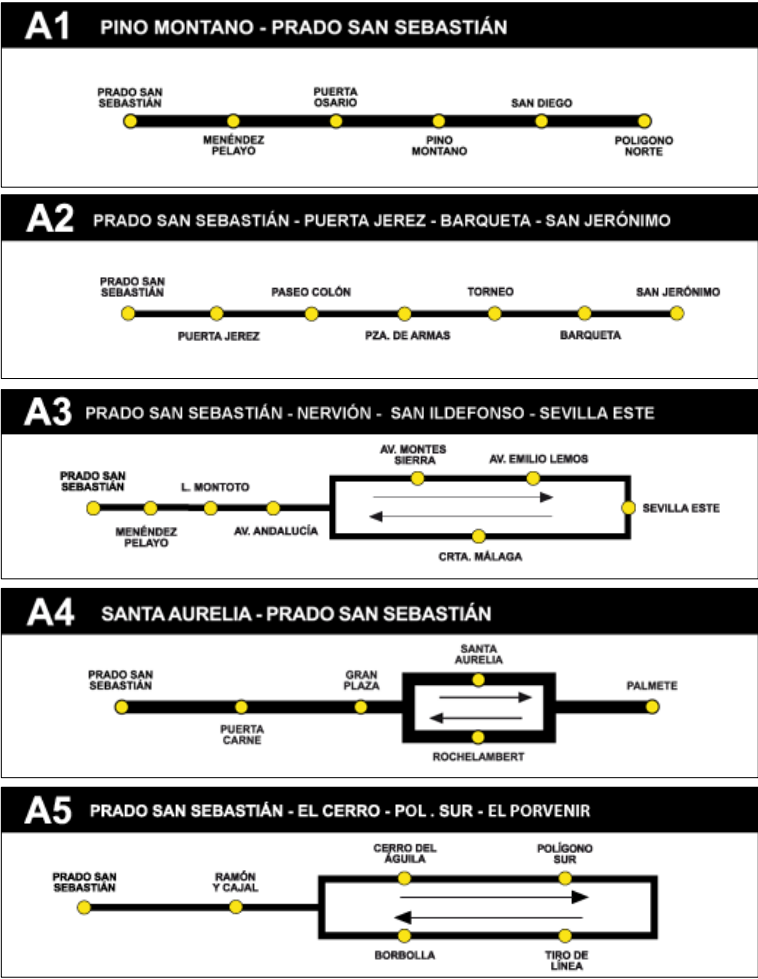 A1 PINO MONTANO - PRADO SAN SEBASTIÁN
PRADO SAN
SEBASTIÁN
MENÉNDEZ
PELAYO
PUERTA
OSARIO
PINO
MONTANO
SAN DIEGO
POLIGONO
NORTE
A2 PRADO SAN SEBASTIÁN - PUERTA JEREZ - BARQUETA - SAN JERÓNIMO
PRADO SAN
SEBASTIÁN
PUERTA JEREZ
PASEO COLÓN
PZA. DE ARMAS
TORNEO
BARQUETA
SAN JERÓNIMO
A3 PRADO SAN SEBASTIÁN - NERVIÓN - SAN ILDEFONSO - SEVILLA ESTE
PRADO SAN
SEBASTIÁN
MENÉNDEZ
PELAYO
L. MONTOTO
AV. ANDALUCÍA
AV. MONTES
SIERRA
AV. EMILIO LEMOS
SEVILLA ESTE
CRTA. MÁLAGA
A4 SANTA AURELIA - PRADO SAN SEBASTIÁN
PRADO SAN
SEBASTIÁN
PUERTA
CARNE
GRAN
PLAZA
SANTA
AURELIA
ROCHELAMBERT
PALMETE
A5 PRADO SAN SEBASTIÁN - EL CERRO - POL . SUR - EL PORVENIR
PRADO SAN
SEBASTIÁN
RAMÓN
Y CAJAL
CERRO DEL
ÁGUILA
POLÍGONO
SUR
BORBOLLA
TIRO DE
LÍNEA